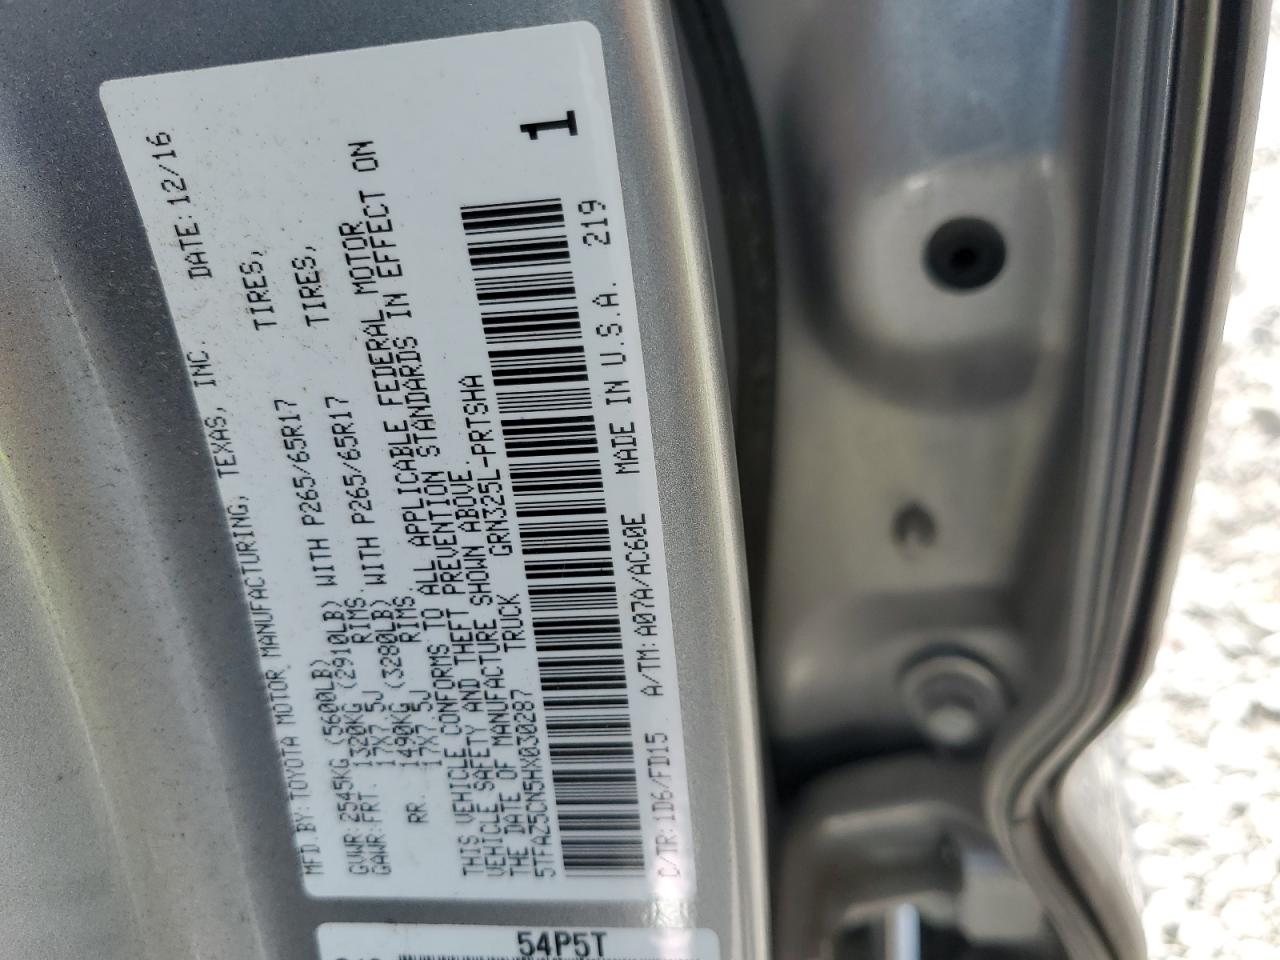 MFD BY: TOYOTA MOTOR MANUFACTURING, TEXAS, INC. DATE: 12/16
GVWR: 2545KG (5600LB)
GAWR: FRT. 1320KG (2910LB) WITH P265/65R17 TIRES,
17X7.5J RIMS.
RR. 1490KG (3280LB) WITH P265/65R17 TIRES,
17X7.5J RIMS.
THIS VEHICLE CONFORMS TO ALL APPLICABLE FEDERAL MOTOR
VEHICLE SAFETY AND THEFT PREVENTION STANDARDS IN EFFECT ON
THE DATE OF MANUFACTURE SHOWN ABOVE.
5TFAZ5CN5HX030287 TRUCK GRN325L-PRTSHA
1
C/TR: 1D6/FD15 A/TM: A07A/AC60E MADE IN U.S.A. 219
54P5T